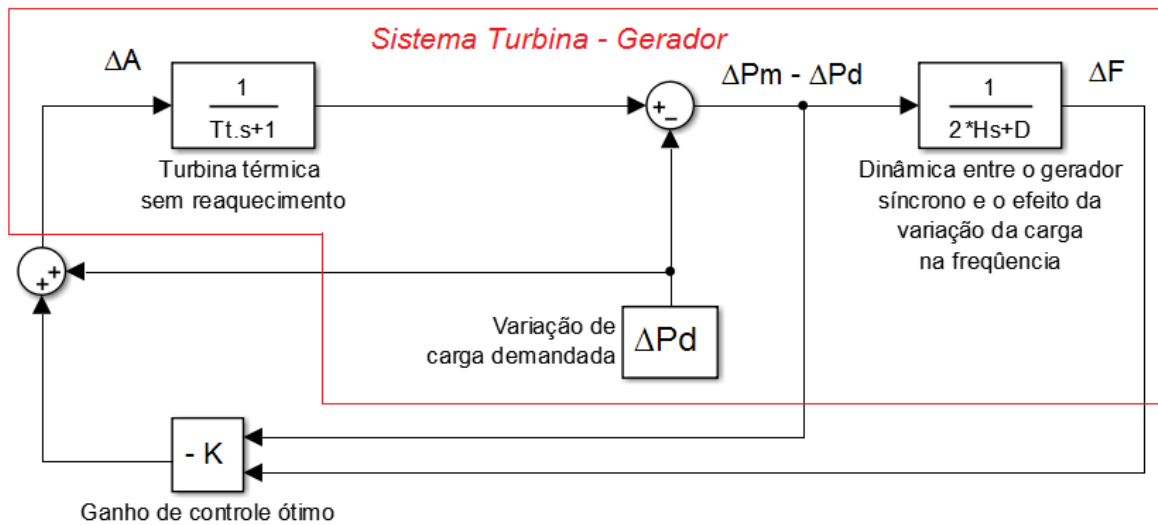 Sistema Turbina - Gerador
ΔA
1
Tt.s+1
Turbina térmica
sem reaquecimento
+
−
ΔPm - ΔPd
1
2*Hs+D
ΔF
Dinâmica entre o gerador
síncrono e o efeito da
variação da carga
na freqûencia
+
+
Variação de
carga demandada
ΔPd
- K
Ganho de controle ótimo